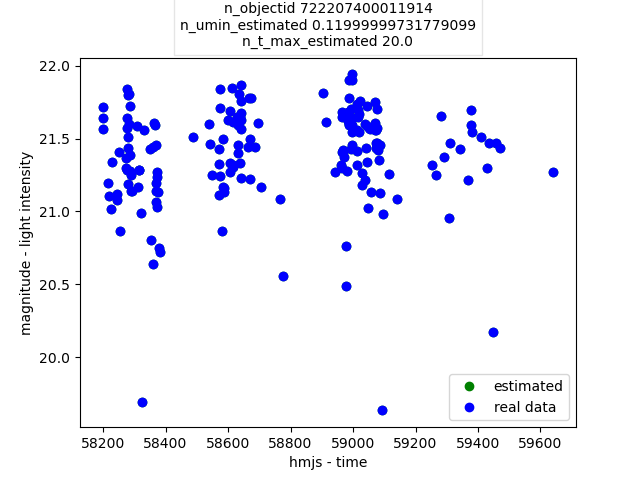 n_objectid 722207400011914
n_umin_estimated 0.11999999731779099
n_t_max_estimated 20.0
22.0
21.5
21.0
20.5
20.0
magnitude - light intensity
estimated
real data
58200 58400 58600 58800 59000 59200 59400 59600
hmjs - time